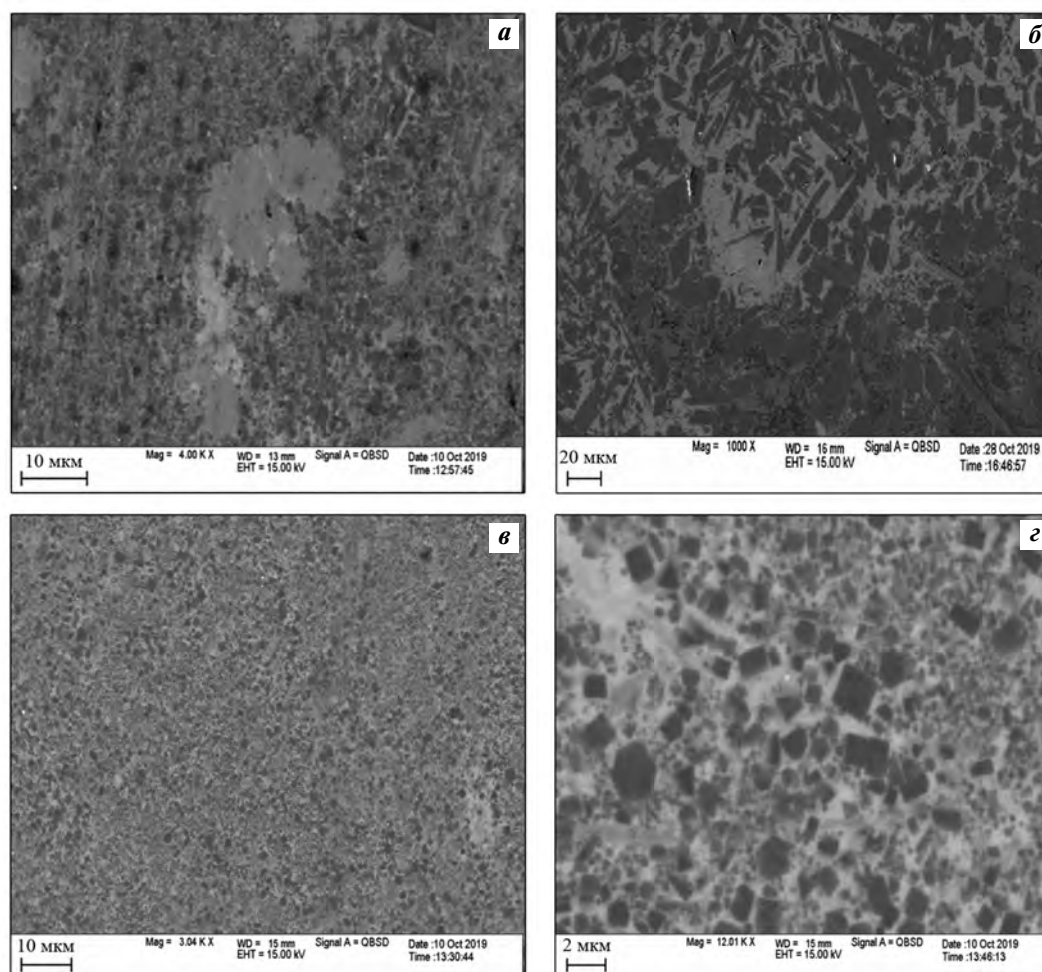 а
10 мкм
Mag = 4.00 K X
WD = 13 mm
EHT = 15.00 kV
Signal A = QBSD
Date :10 Oct 2019
Time :12:57:45
б
20 мкм
Mag = 1000 X
WD = 16 mm
EHT = 15.00 kV
Signal A = QBSD
Date :28 Oct 2019
Time :16:46:57
в
10 мкм
Mag = 3.04 K X
WD = 15 mm
EHT = 15.00 kV
Signal A = QBSD
Date :10 Oct 2019
Time :13:30:44
г
2 мкм
Mag = 12.01 K X
WD = 15 mm
EHT = 15.00 kV
Signal A = QBSD
Date :10 Oct 2019
Time :13:46:13